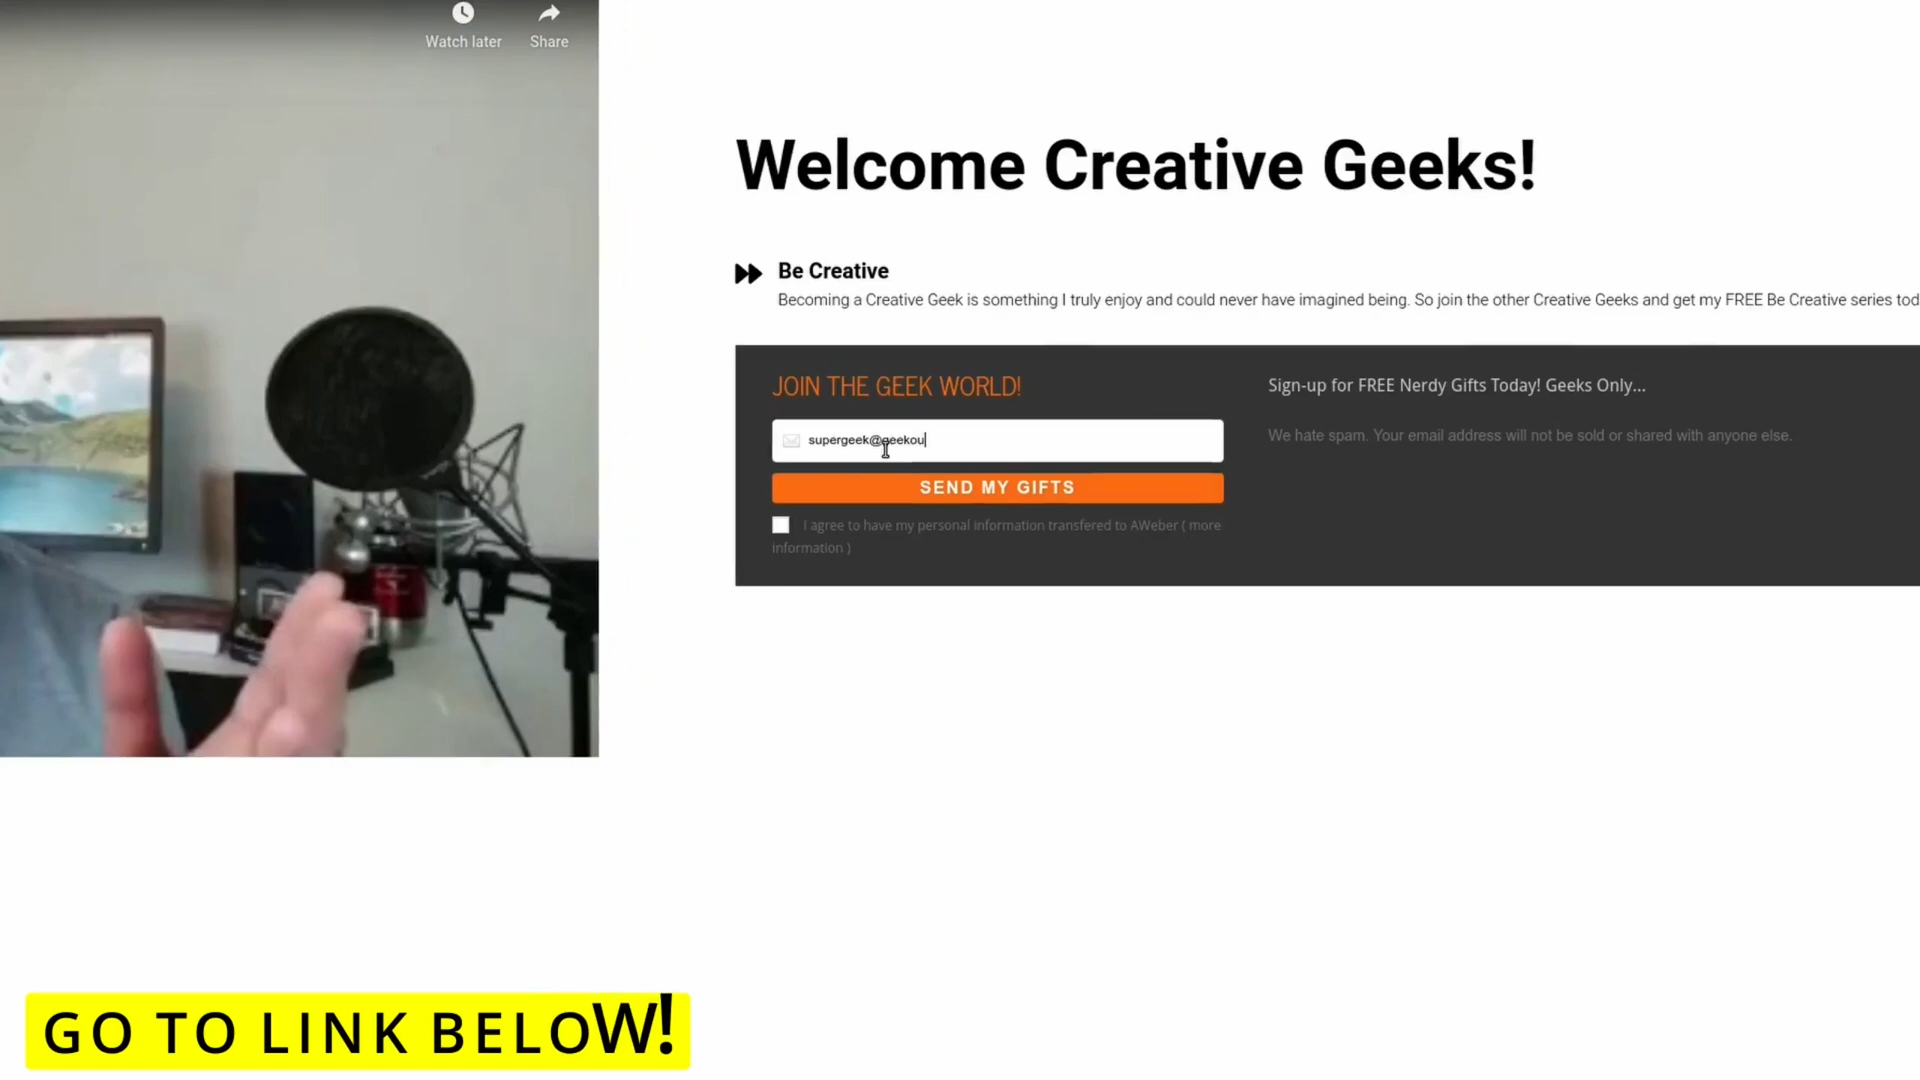 Watch later
Share
Welcome Creative Geeks!
Be Creative
Becoming a Creative Geek is something I truly enjoy and could never have imagined being. So join the other Creative Geeks and get my FREE Be Creative series tod
JOIN THE GEEK WORLD!
Sign-up for FREE Nerdy Gifts Today! Geeks Only...
supergeek@geekou
We hate spam. Your email address will not be sold or shared with anyone else.
SEND MY GIFTS
I agree to have my personal information transfered to AWeber ( more
information )
GO TO LINK BELOW!